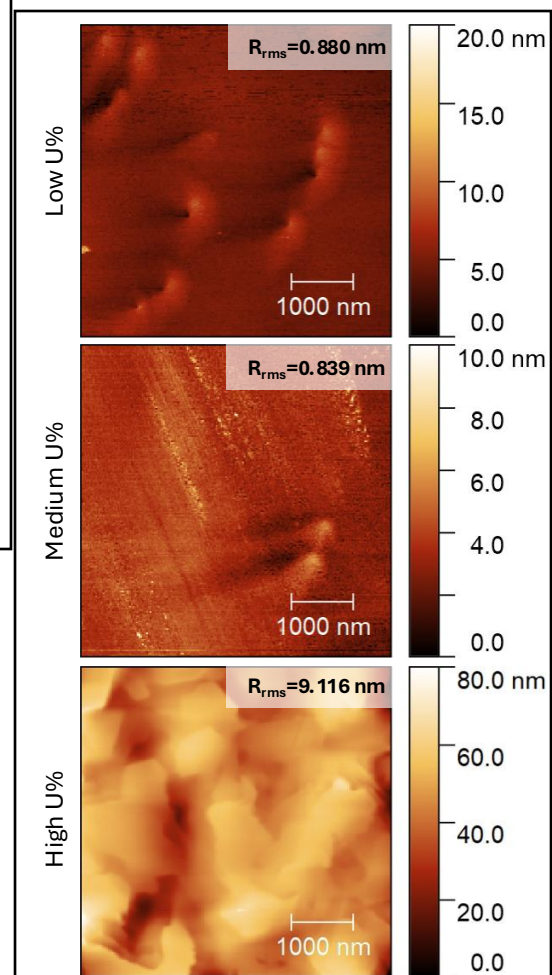 Low U%
R_rms=0.880 nm
1000 nm
20.0 nm
15.0
10.0
5.0
0.0
Medium U%
R_rms=0.839 nm
1000 nm
10.0 nm
8.0
6.0
4.0
0.0
High U%
R_rms=9.116 nm
1000 nm
80.0 nm
60.0
40.0
20.0
0.0